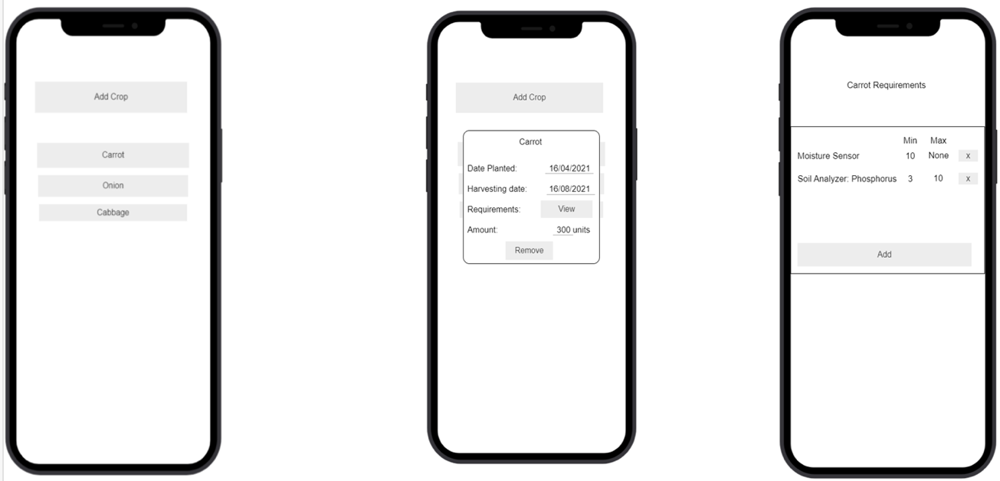 Add Crop
Carrot
Onion
Cabbage
Add Crop
Carrot
Date Planted: 16/04/2021
Harvesting date: 16/08/2021
Requirements: View
Amount: 300 units
Remove
Carrot Requirements
Min Max
Moisture Sensor 10 None x
Soil Analyzer: Phosphorus 3 10 x
Add